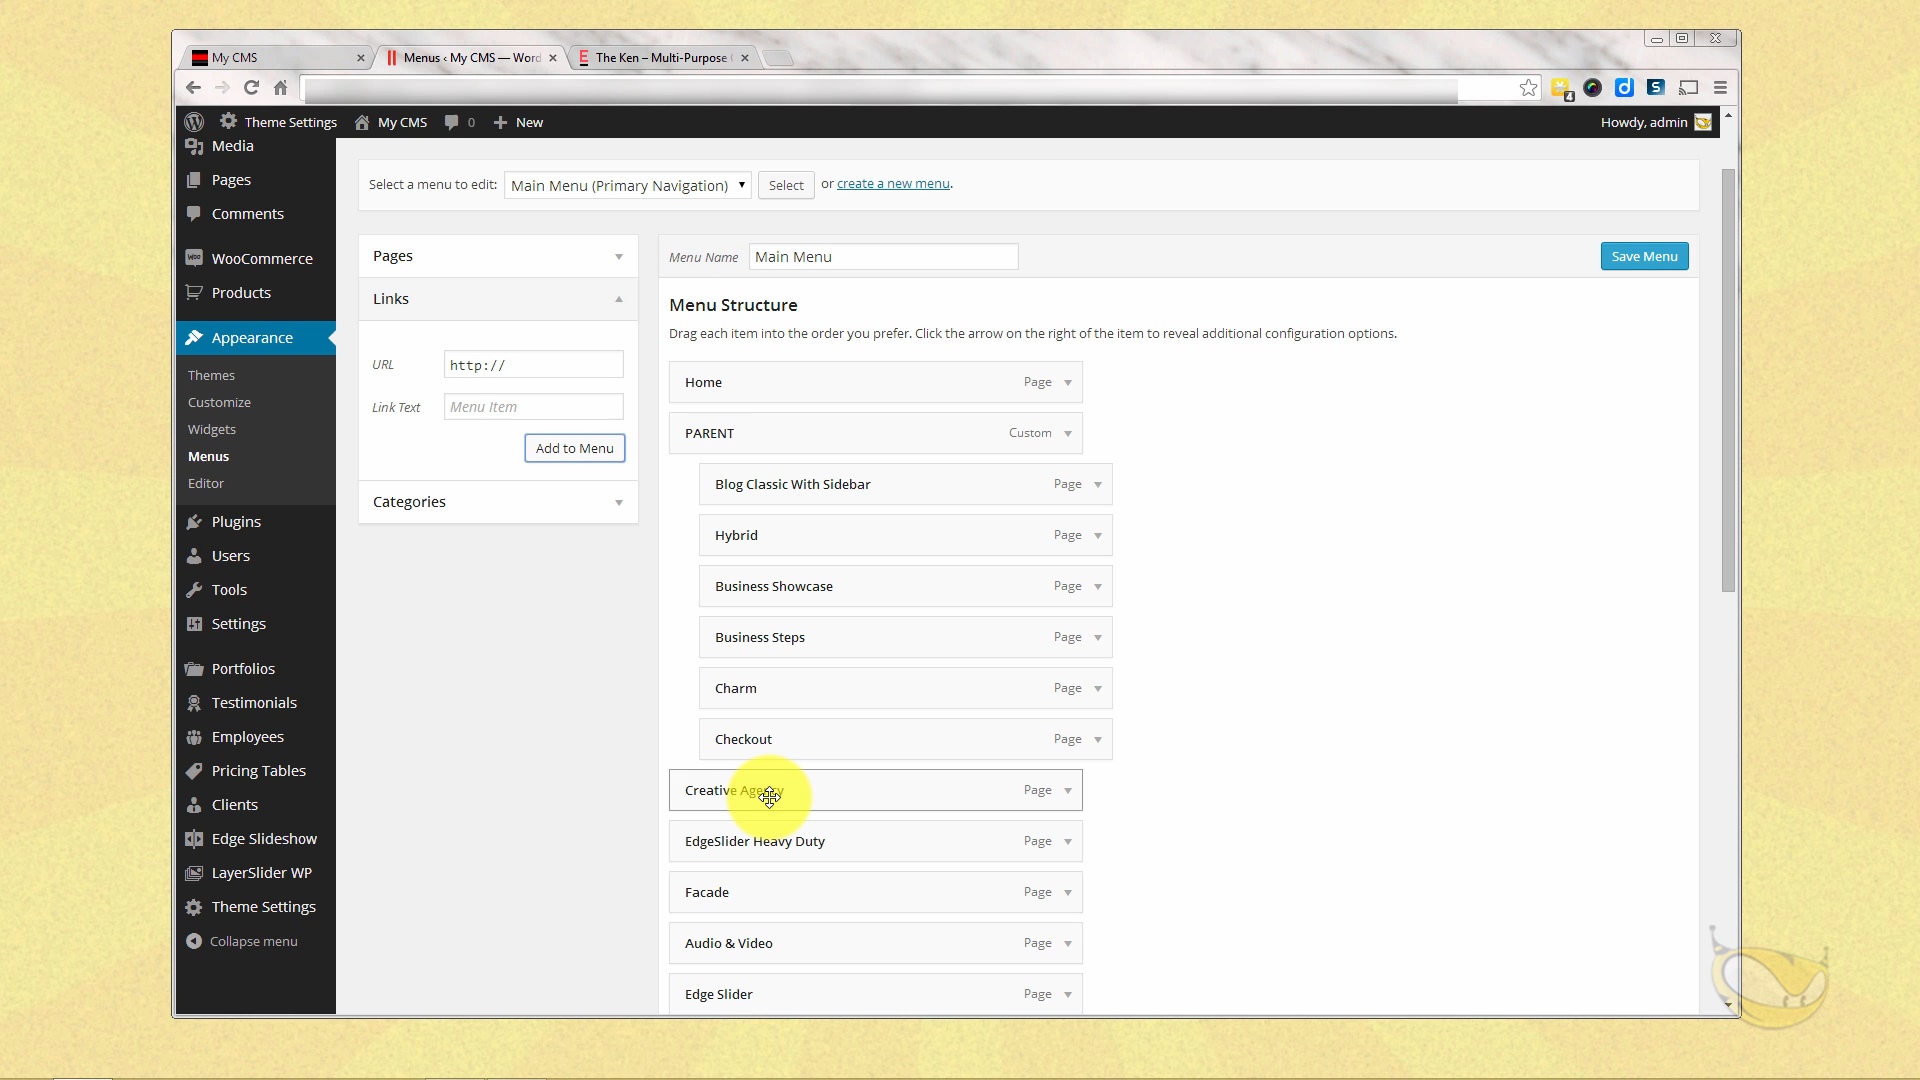 My CMS
Menus ‹ My CMS — Word
The Ken – Multi-Purpose
4
Theme Settings
My CMS
0
New
Howdy, admin
Media
Pages
Comments
WooCommerce
Products
Appearance
Themes
Customize
Widgets
Menus
Editor
Plugins
Users
Tools
Settings
Portfolios
Testimonials
Employees
Pricing Tables
Clients
Edge Slideshow
LayerSlider WP
Theme Settings
Collapse menu
Select a menu to edit: Main Menu (Primary Navigation) Select or create a new menu.
Pages
Links
URL http://
Link Text Menu Item
Add to Menu
Categories
Menu Name Main Menu Save Menu
Menu Structure
Drag each item into the order you prefer. Click the arrow on the right of the item to reveal additional configuration options.
Home Page
PARENT Custom
Blog Classic With Sidebar Page
Hybrid Page
Business Showcase Page
Business Steps Page
Charm Page
Checkout Page
Creative Agency Page
EdgeSlider Heavy Duty Page
Facade Page
Audio & Video Page
Edge Slider Page